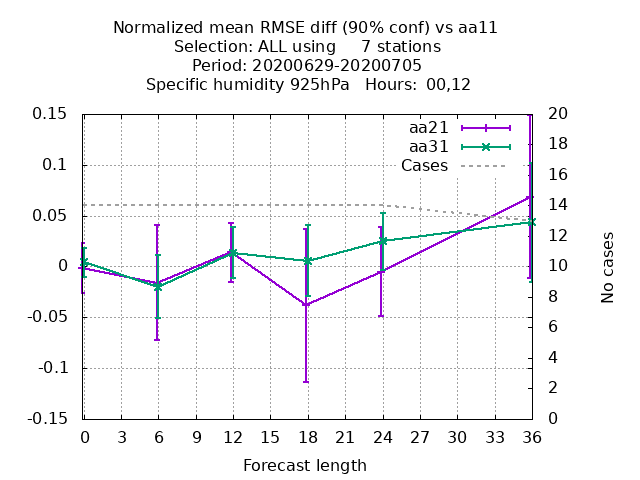 Normalized mean RMSE diff (90% conf) vs aa11
Selection: ALL using     7 stations
Period: 20200629-20200705
Specific humidity 925hPa   Hours: 00,12
0.15
0.1
0.05
0
-0.05
-0.1
-0.15
20
18
16
14
12
10
8
6
4
2
0
aa21
aa31
Cases
No cases
0 3 6 9 12 15 18 21 24 27 30 33 36
Forecast length